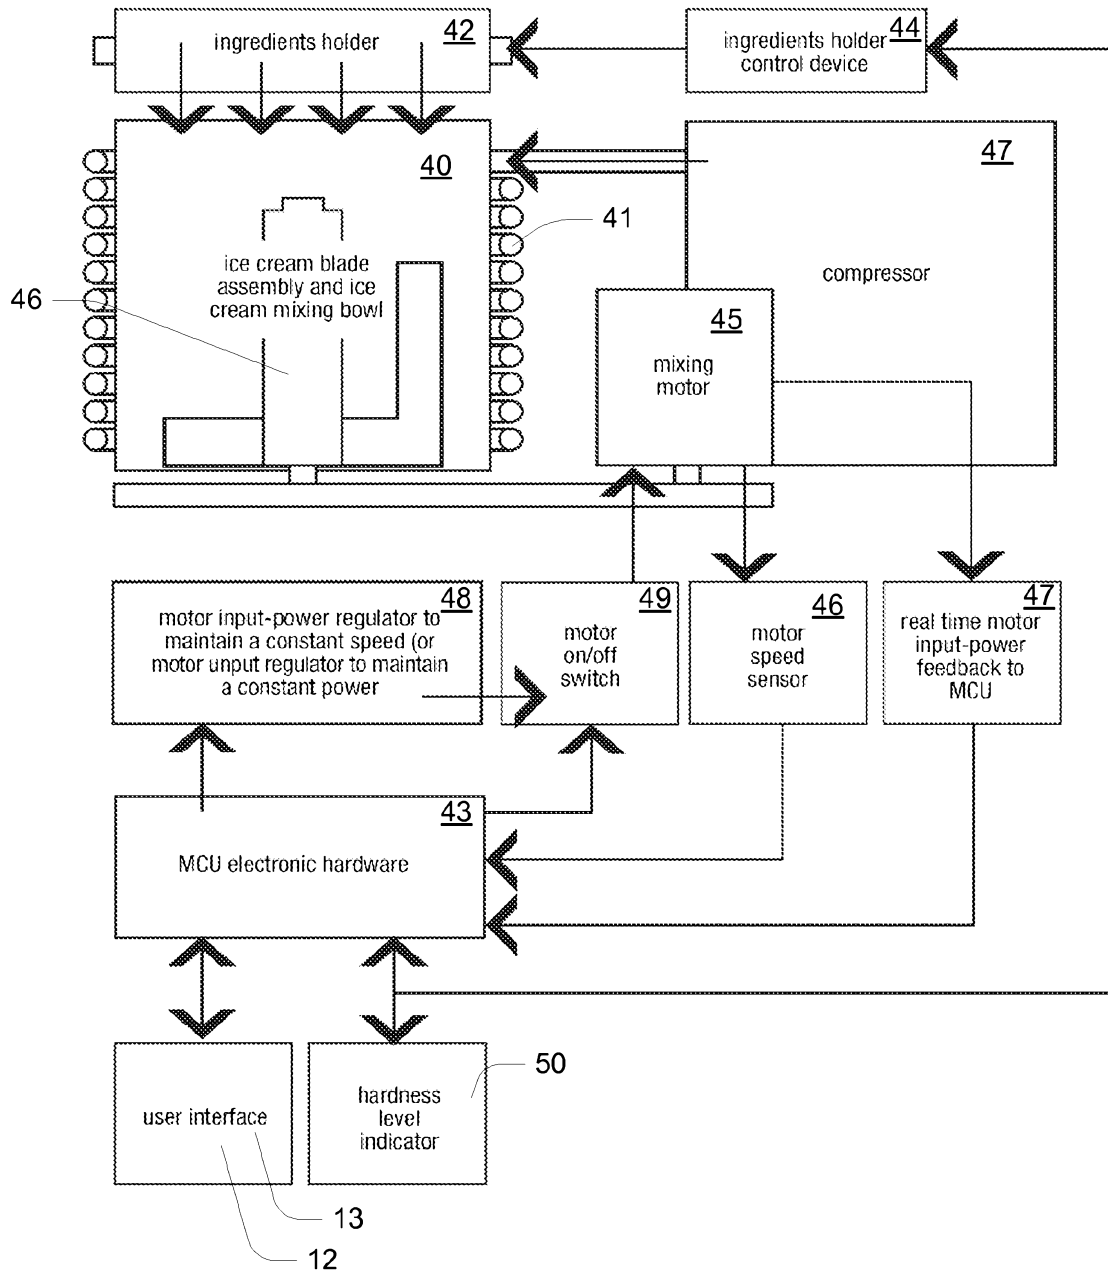 42
ingredients holder
44
ingredients holder
control device
40
47
41
ice cream blade
assembly and ice
cream mixing bowl
46
compressor
45
mixing
motor
48
motor input-power regulator to
maintain a constant speed (or
motor unput regulator to maintain
a constant power
49
motor
on/off
switch
46
motor
speed
sensor
47
real time motor
input-power
feedback to
MCU
43
MCU electronic hardware
user interface
hardness
level
indicator
50
13
12